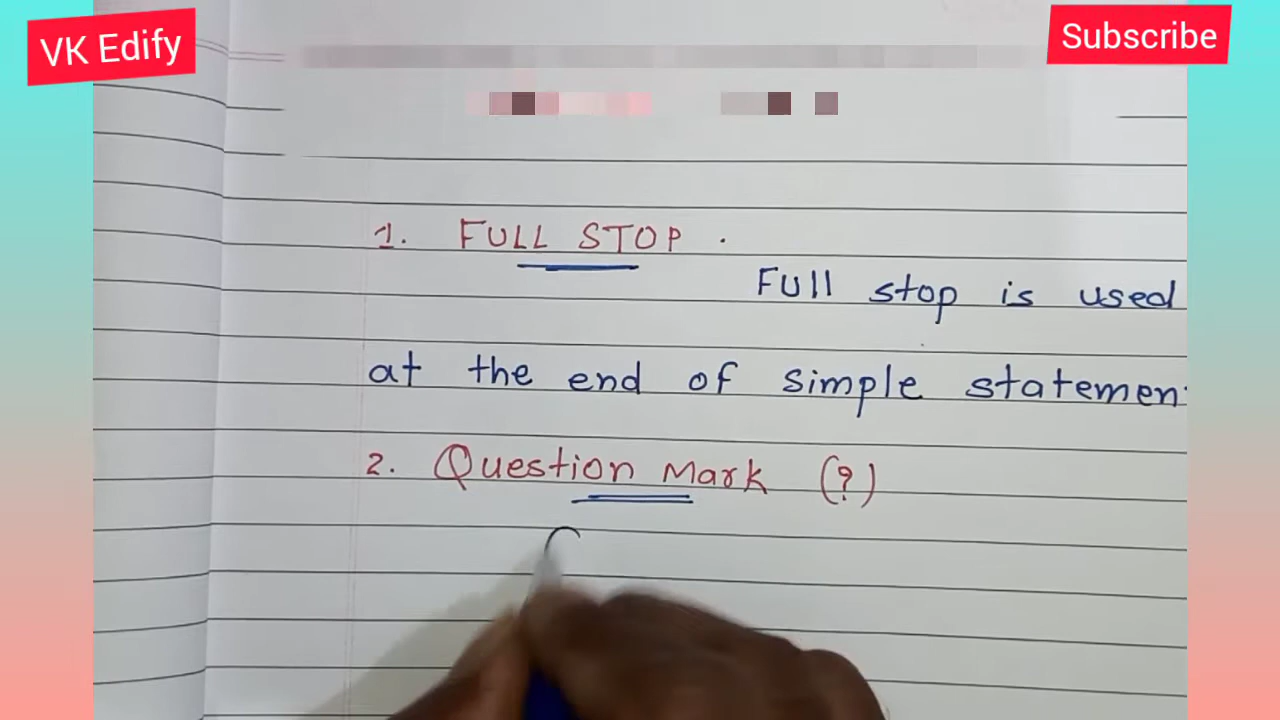 VK Edify
Subscribe
1. FULL STOP .
Full stop is used
at the end of simple statemen
2. Question Mark (?)